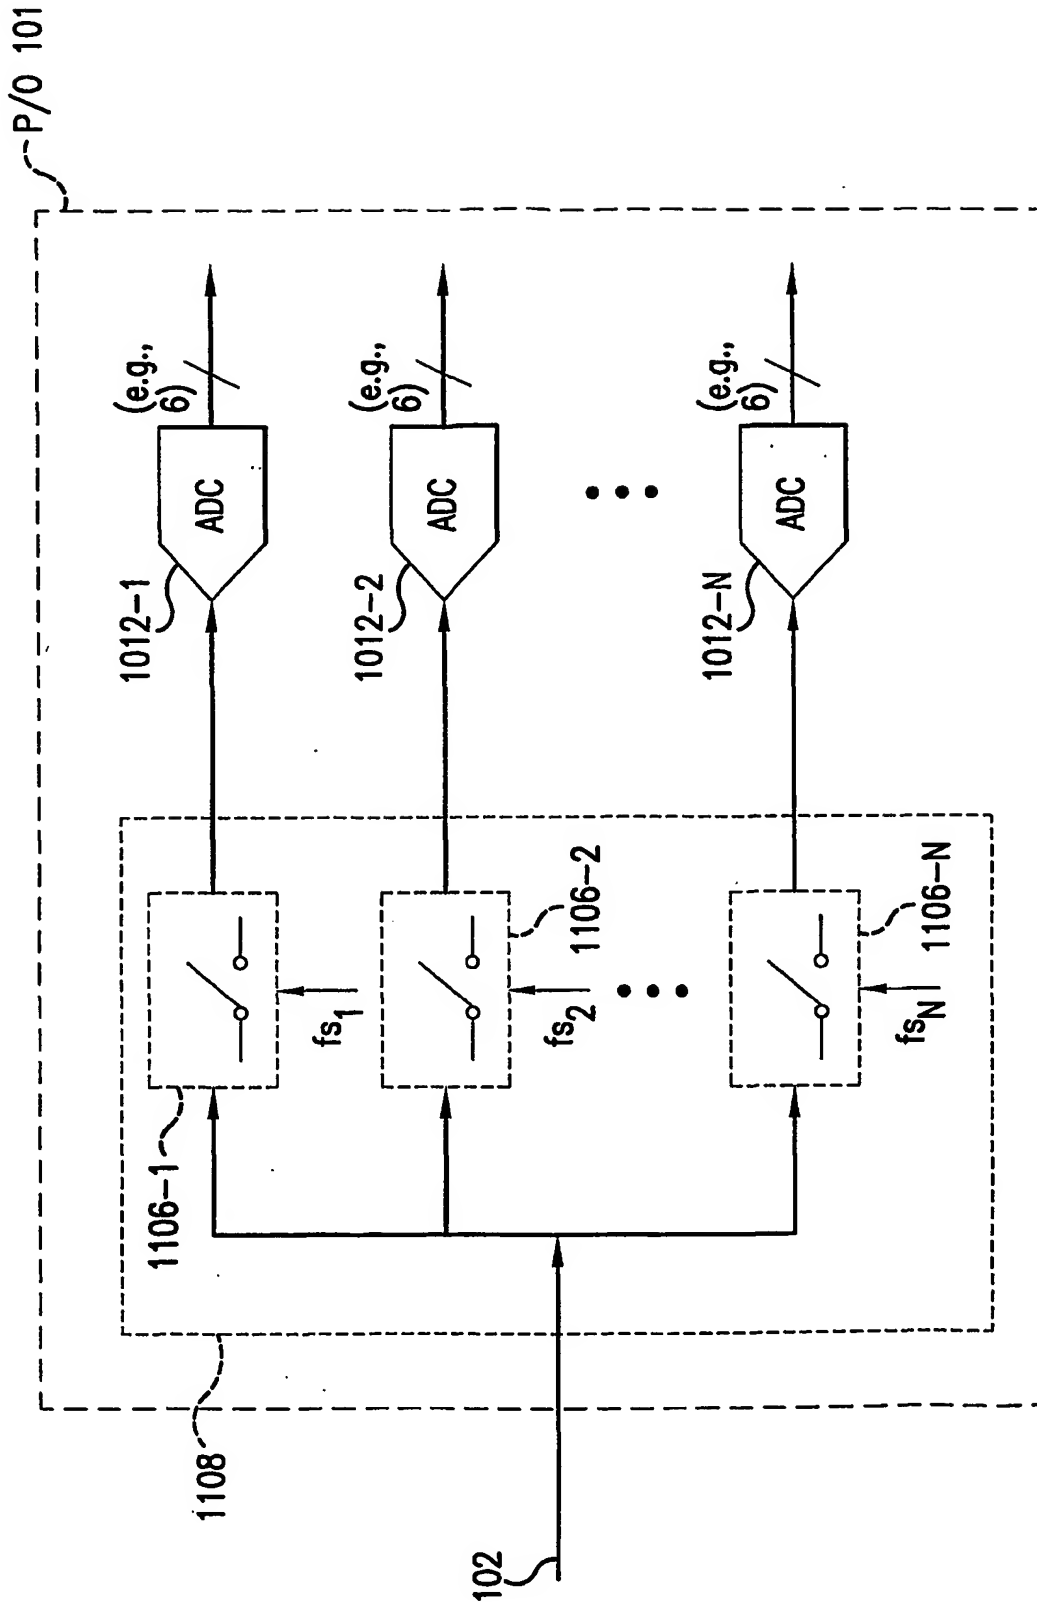 P/O 101
(e.g.,
6)
ADC
1012-1
(e.g.,
6)
ADC
1012-2
(e.g.,
6)
ADC
1012-N
1106-1
fs1
1106-2
fs2
1106-N
fsN
1108
102